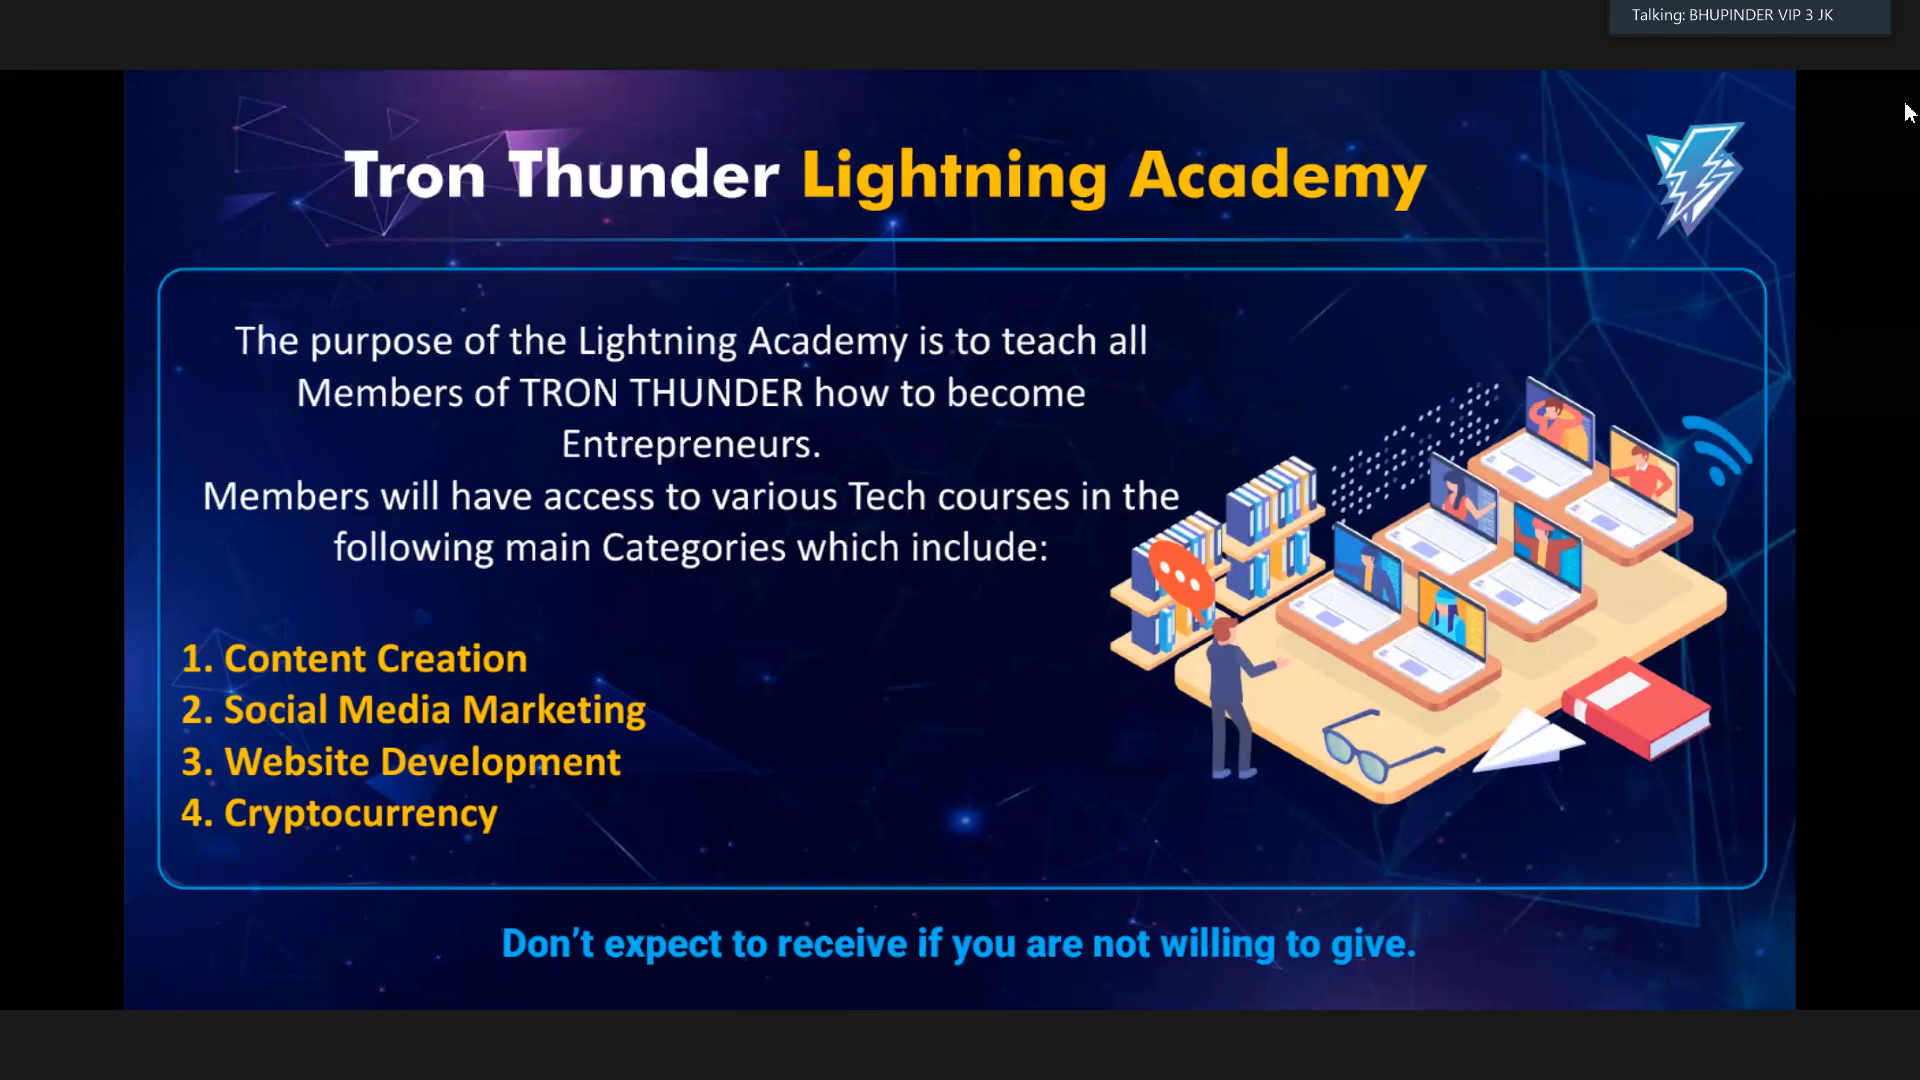 Talking: BHUPINDER VIP 3 JK
Tron Thunder Lightning Academy
The purpose of the Lightning Academy is to teach all
Members of TRON THUNDER how to become
Entrepreneurs.
Members will have access to various Tech courses in the
following main Categories which include:
1. Content Creation
2. Social Media Marketing
3. Website Development
4. Cryptocurrency
Don’t expect to receive if you are not willing to give.